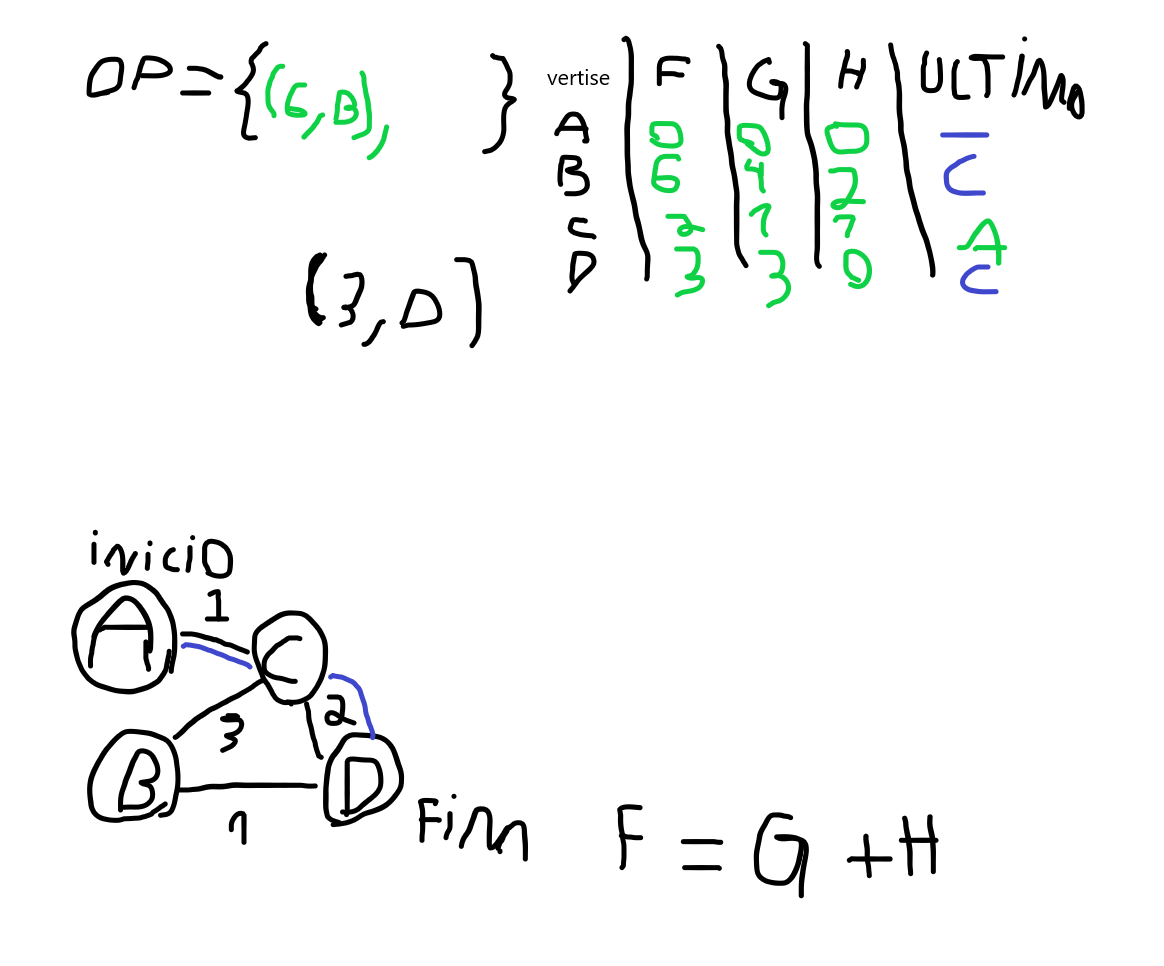 OP={(6,B), }
vertise F G H ULTIMO
A 0 0 0 —
B 6 4 2 C
C 2 1 1 A
D 3 3 0 C
(3,D)
iniciO
A 1 C
3 2
B 1 D
Fim
F = G + H